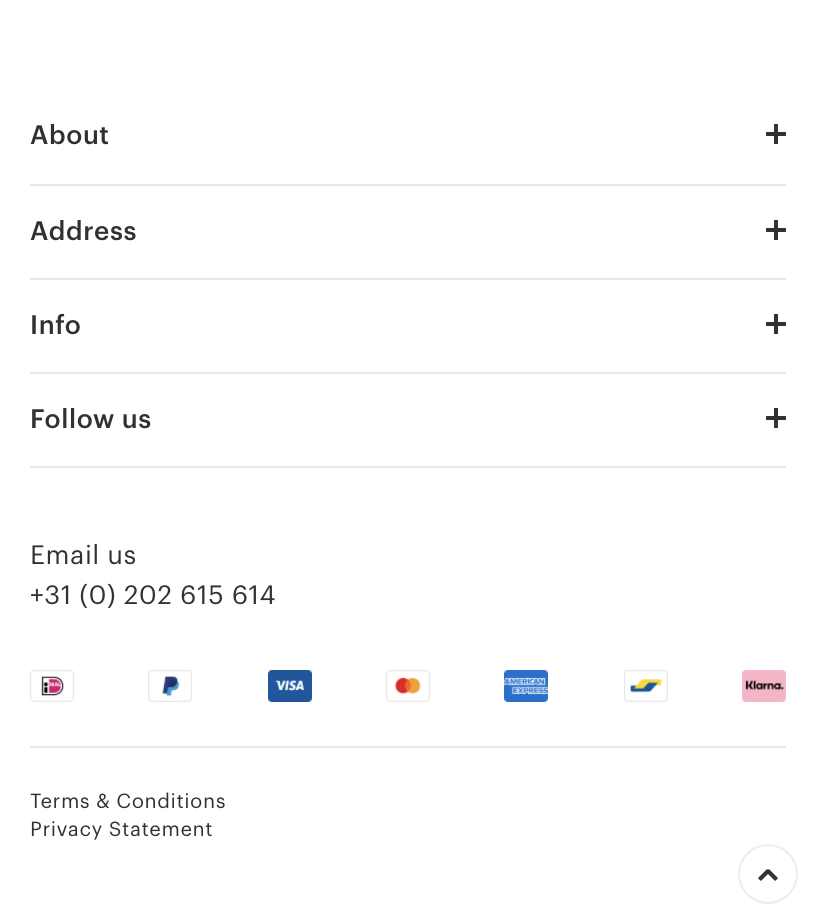 About
Address
Info
Follow us
Email us
+31 (0) 202 615 614
VISA
AMERICAN
EXPRESS
Klarna.
Terms & Conditions
Privacy Statement